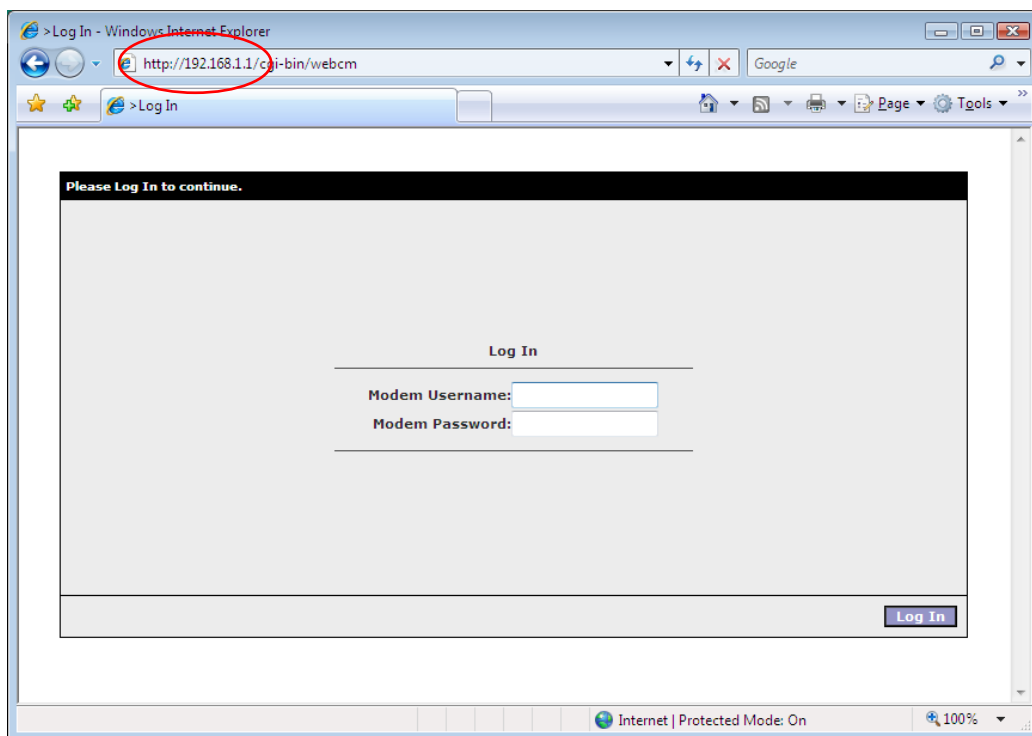 >Log In - Windows Internet Explorer
http://192.168.1.1/cgi-bin/webcm
Google
>Log In
Page
Tools
Please Log In to continue.
Log In
Modem Username:
Modem Password:
Log In
Internet | Protected Mode: On
100%